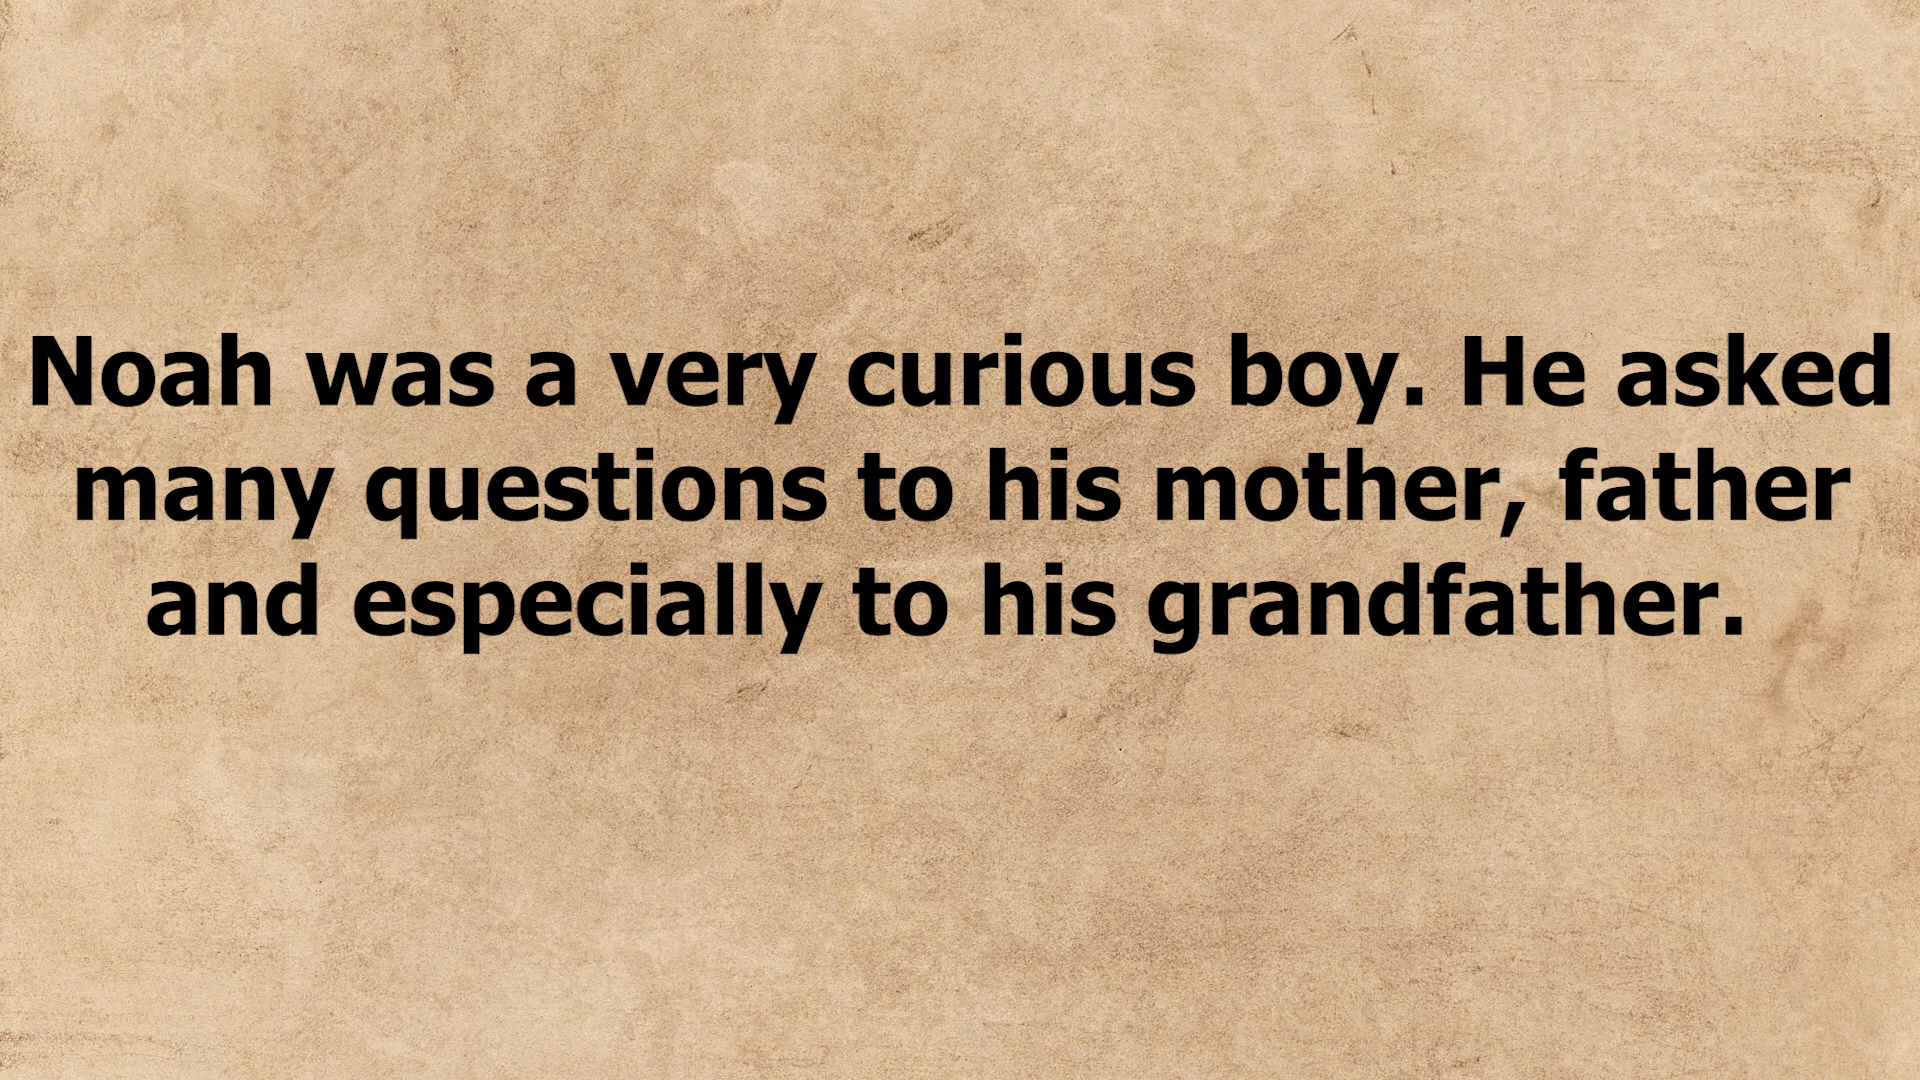 Noah was a very curious boy. He asked
many questions to his mother, father
and especially to his grandfather.